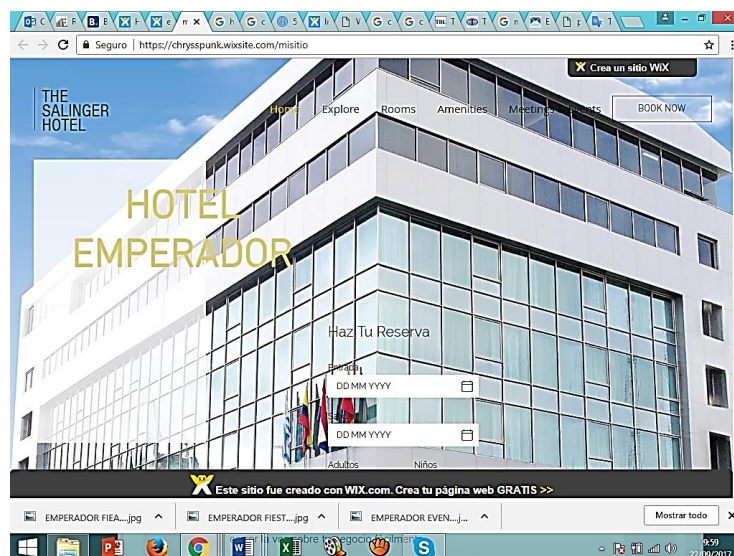 Seguro | https://chrysspunk.wixsite.com/misitio
Crea un sitio WiX
THE
SALINGER
HOTEL
Home Explore Rooms Amenities Meetings Events BOOK NOW
HOTEL
EMPERADOR
Haz Tu Reserva
Entrada
DD MM YYYY
DD MM YYYY
Adultos Niños
Este sitio fue creado con WIX.com. Crea tu página web GRATIS >>
EMPERADOR FIEA....jpg EMPERADOR FIEST....jpg EMPERADOR EVEN....j... Mostrar todo
9:59
22/09/2017